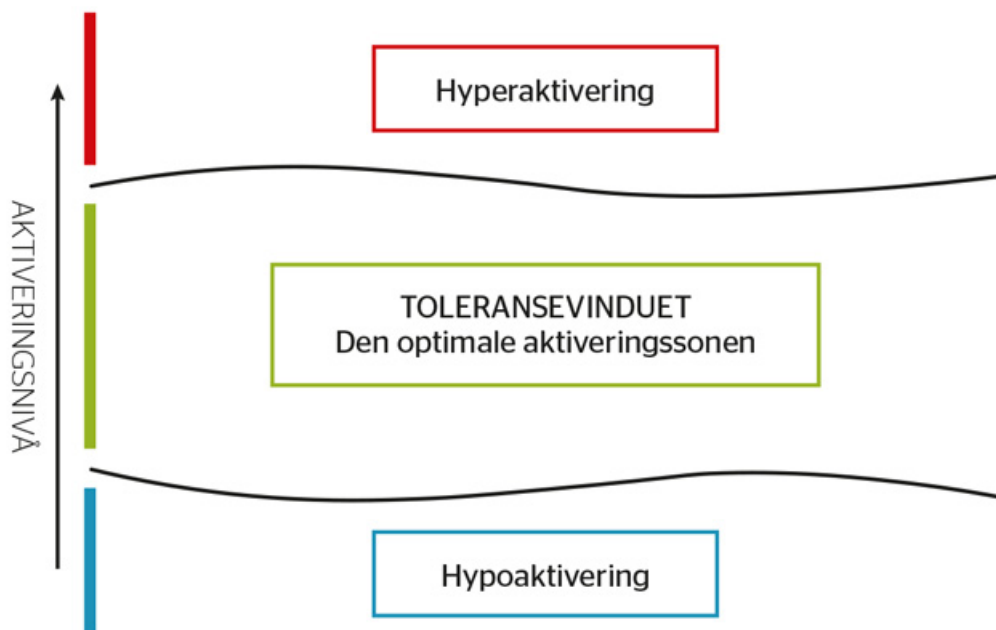 Hyperaktivering
AKTIVERINGSNIVÅ
TOLERANSEVINDUET
Den optimale aktiveringssonen
Hypoaktivering